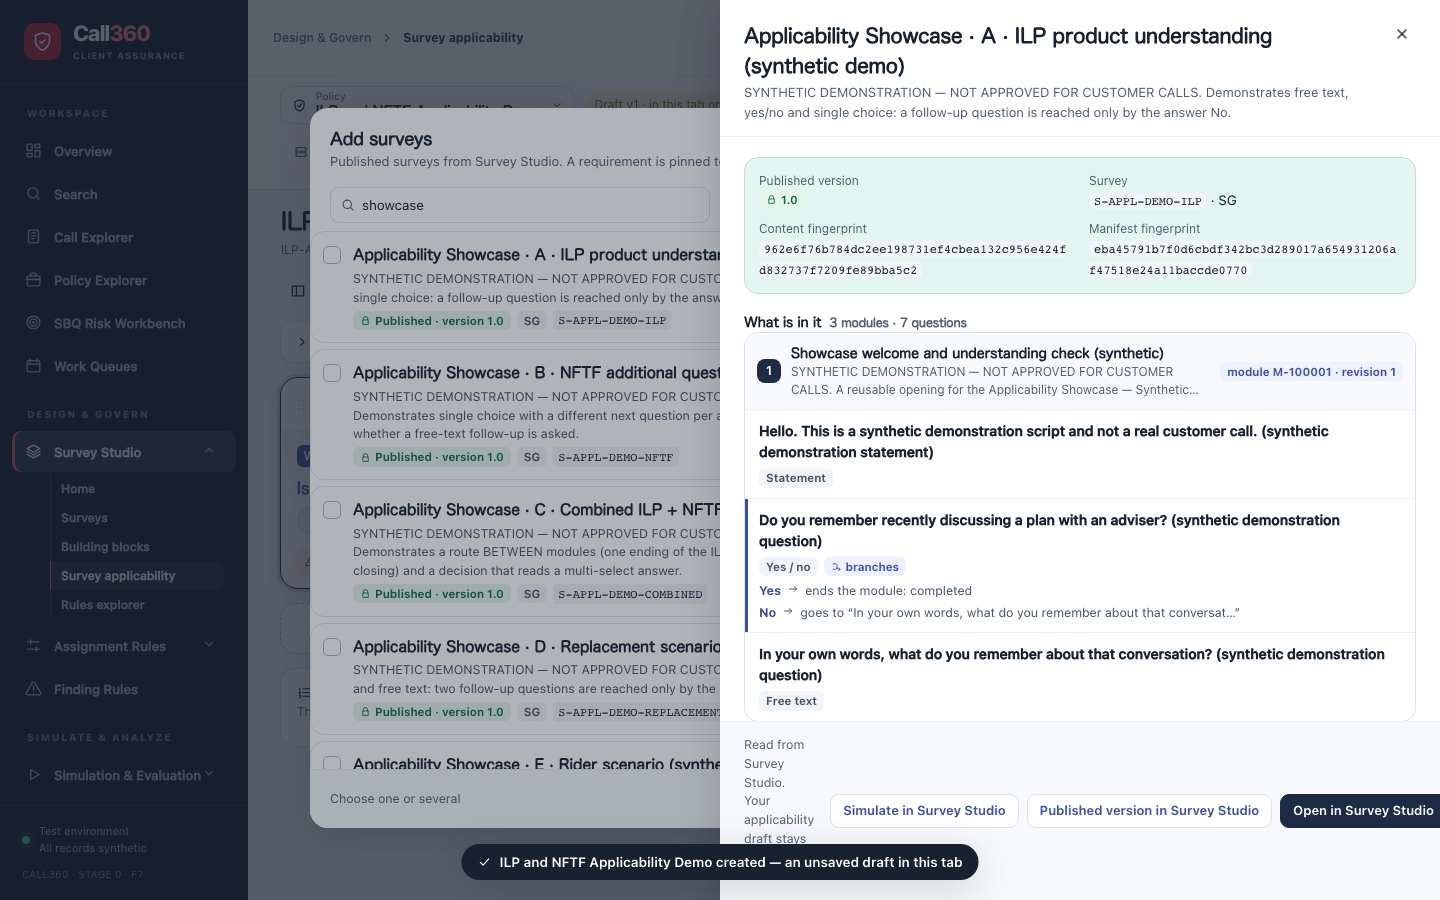 Call360
CLIENT ASSURANCE
WORKSPACE
Overview
Search
Call Explorer
Policy Explorer
SBQ Risk Workbench
Work Queues
DESIGN & GOVERN
Survey Studio
Home
Surveys
Building blocks
Survey applicability
Rules explorer
Assignment Rules
Finding Rules
SIMULATE & ANALYZE
Simulation & Evaluation
Test environment
All records synthetic
CALL360 · STAGE 0 · F7
Design & Govern > Survey applicability
Policy
Draft v1 · in this tab on
Add surveys
Published surveys from Survey Studio. A requirement is pinned t
showcase
Applicability Showcase · A · ILP product understan
SYNTHETIC DEMONSTRATION — NOT APPROVED FOR CUSTO
single choice: a follow-up question is reached only by the answ
Published · version 1.0 SG S-APPL-DEMO-ILP
Applicability Showcase · B · NFTF additional quest
SYNTHETIC DEMONSTRATION — NOT APPROVED FOR CUSTO
Demonstrates single choice with a different next question per a
whether a free-text follow-up is asked.
Published · version 1.0 SG S-APPL-DEMO-NFTF
Applicability Showcase · C · Combined ILP + NFTF
SYNTHETIC DEMONSTRATION — NOT APPROVED FOR CUSTO
Demonstrates a route BETWEEN modules (one ending of the IL
closing) and a decision that reads a multi-select answer.
Published · version 1.0 SG S-APPL-DEMO-COMBINED
Applicability Showcase · D · Replacement scenario
SYNTHETIC DEMONSTRATION — NOT APPROVED FOR CUSTO
and free text: two follow-up questions are reached only by the
Published · version 1.0 SG S-APPL-DEMO-REPLACEMENT
Applicability Showcase · E · Rider scenario (synthe
Choose one or several
Applicability Showcase · A · ILP product understanding
(synthetic demo)
SYNTHETIC DEMONSTRATION — NOT APPROVED FOR CUSTOMER CALLS. Demonstrates free text,
yes/no and single choice: a follow-up question is reached only by the answer No.
Published version
1.0
Survey
S-APPL-DEMO-ILP · SG
Content fingerprint
962e6f76b784dc2ee198731ef4cbea132c956e424f
d832737f7209fe89bba5c2
Manifest fingerprint
eba45791b7f0d6cbdf342bc3d289017a654931206a
f47518e24a11baccde0770
What is in it 3 modules · 7 questions
1
Showcase welcome and understanding check (synthetic)
SYNTHETIC DEMONSTRATION — NOT APPROVED FOR CUSTOMER
CALLS. A reusable opening for the Applicability Showcase — Synthetic...
module M-100001 · revision 1
Hello. This is a synthetic demonstration script and not a real customer call. (synthetic
demonstration statement)
Statement
Do you remember recently discussing a plan with an adviser? (synthetic demonstration
question)
Yes / no branches
Yes → ends the module: completed
No → goes to “In your own words, what do you remember about that conversat…”
In your own words, what do you remember about that conversation? (synthetic demonstration
question)
Free text
Read from
Survey
Studio.
Your
applicability
draft stays
Simulate in Survey Studio
Published version in Survey Studio
Open in Survey Studio
ILP and NFTF Applicability Demo created — an unsaved draft in this tab